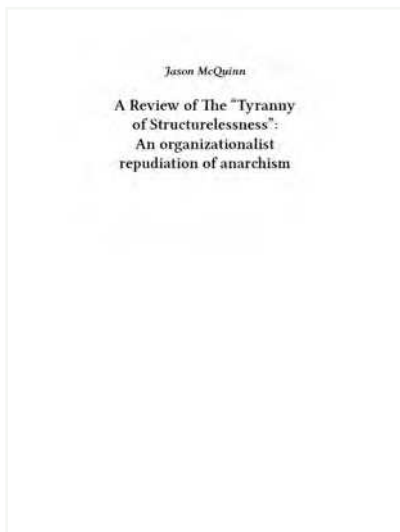 Jason McQuinn
A Review of The “Tyranny
of Structurelessness”:
An organizationalist
repudiation of anarchism